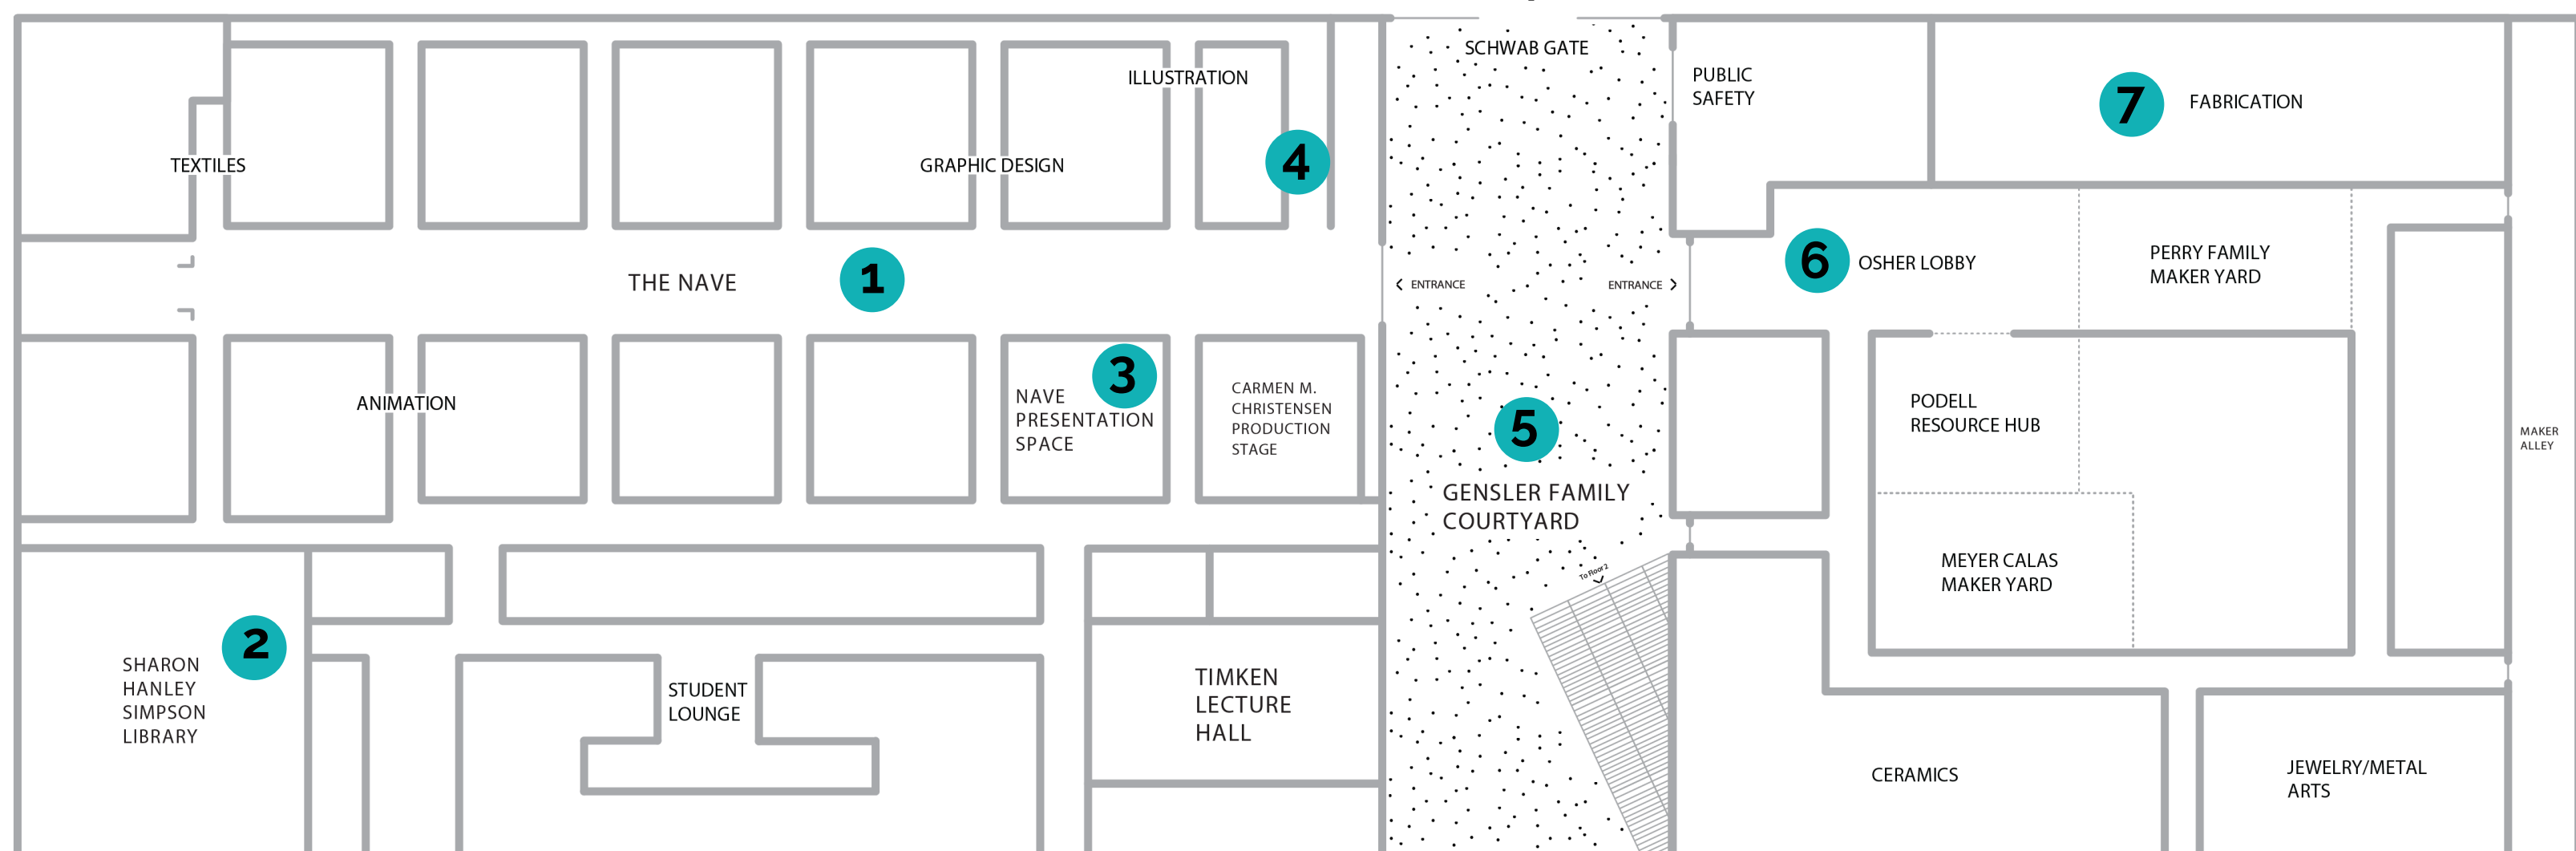 SCHWAB GATE
ILLUSTRATION
PUBLIC
SAFETY
7
FABRICATION
TEXTILES
GRAPHIC DESIGN
4
THE NAVE
1
ENTRANCE
ENTRANCE
6
OSHER LOBBY
PERRY FAMILY
MAKER YARD
ANIMATION
3
NAVE
PRESENTATION
SPACE
CARMEN M.
CHRISTENSEN
PRODUCTION
STAGE
5
GENSLER FAMILY
COURTYARD
PODELL
RESOURCE HUB
MAKER
ALLEY
To Floor 2
MEYER CALAS
MAKER YARD
2
SHARON
HANLEY
SIMPSON
LIBRARY
STUDENT
LOUNGE
TIMKEN
LECTURE
HALL
CERAMICS
JEWELRY/METAL
ARTS